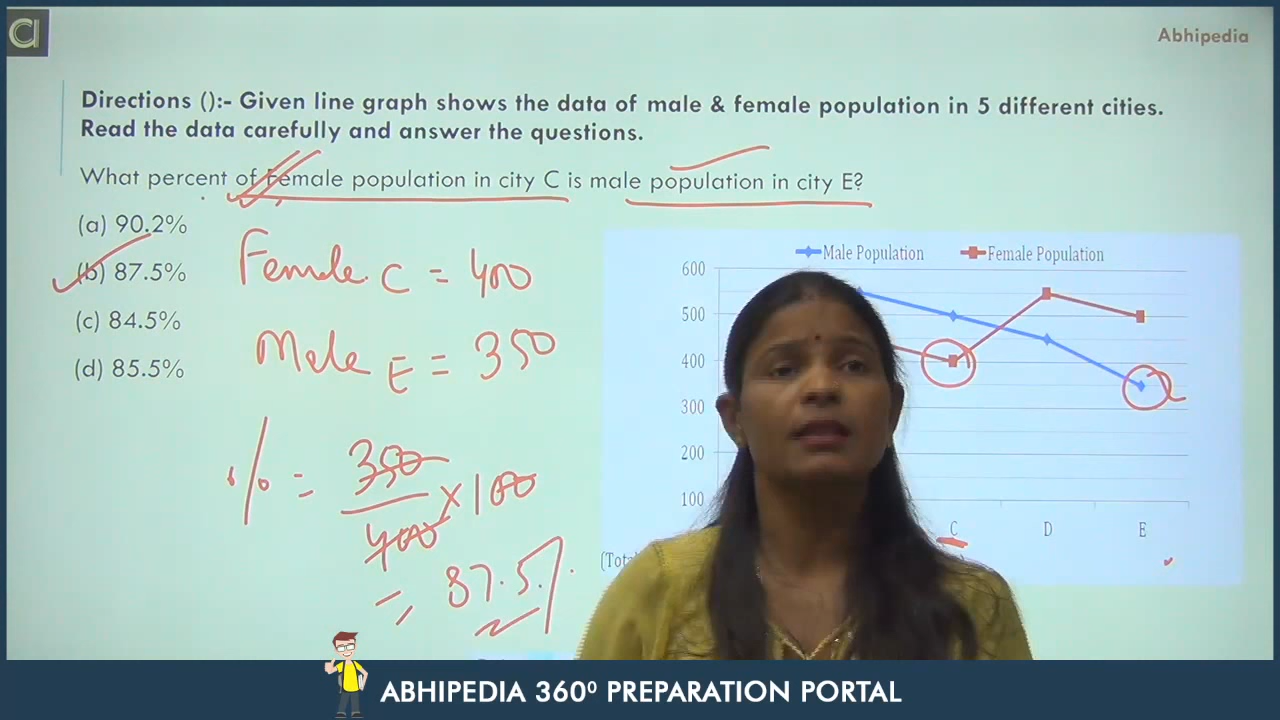 CI
Abhipedia
Directions ():- Given line graph shows the data of male & female population in 5 different cities.
Read the data carefully and answer the questions.
What percent of Female population in city C is male population in city E?
(a) 90.2%
(b) 87.5%
(c) 84.5%
(d) 85.5%
Female C = 400
Male E = 350
% = 350/400 × 100
= 87.5%
Male Population
Female Population
600
500
400
300
200
100
C
D
E
(Tot
ABHIPEDIA 360⁰ PREPARATION PORTAL